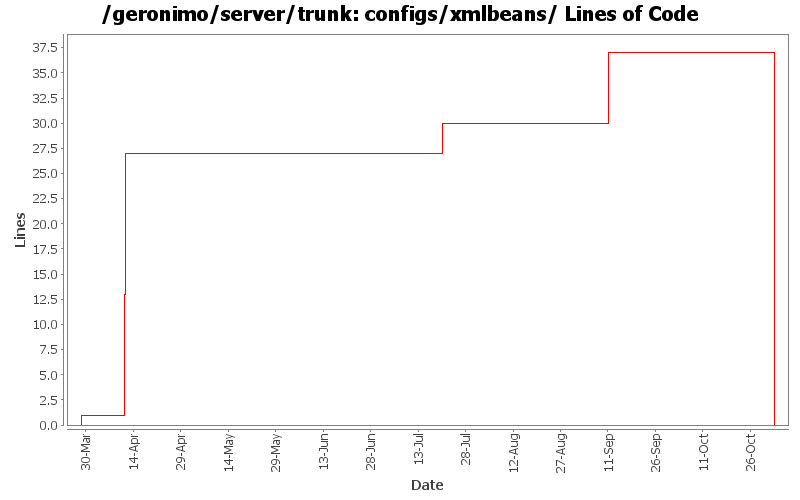 /geronimo/server/trunk: configs/xmlbeans/ Lines of Code
37.5
35.0
32.5
30.0
27.5
25.0
22.5
20.0
17.5
15.0
12.5
10.0
7.5
5.0
2.5
0.0
Lines
30-Mar
14-Apr
29-Apr
14-May
29-May
13-Jun
28-Jun
13-Jul
28-Jul
12-Aug
27-Aug
11-Sep
26-Sep
11-Oct
26-Oct
Date